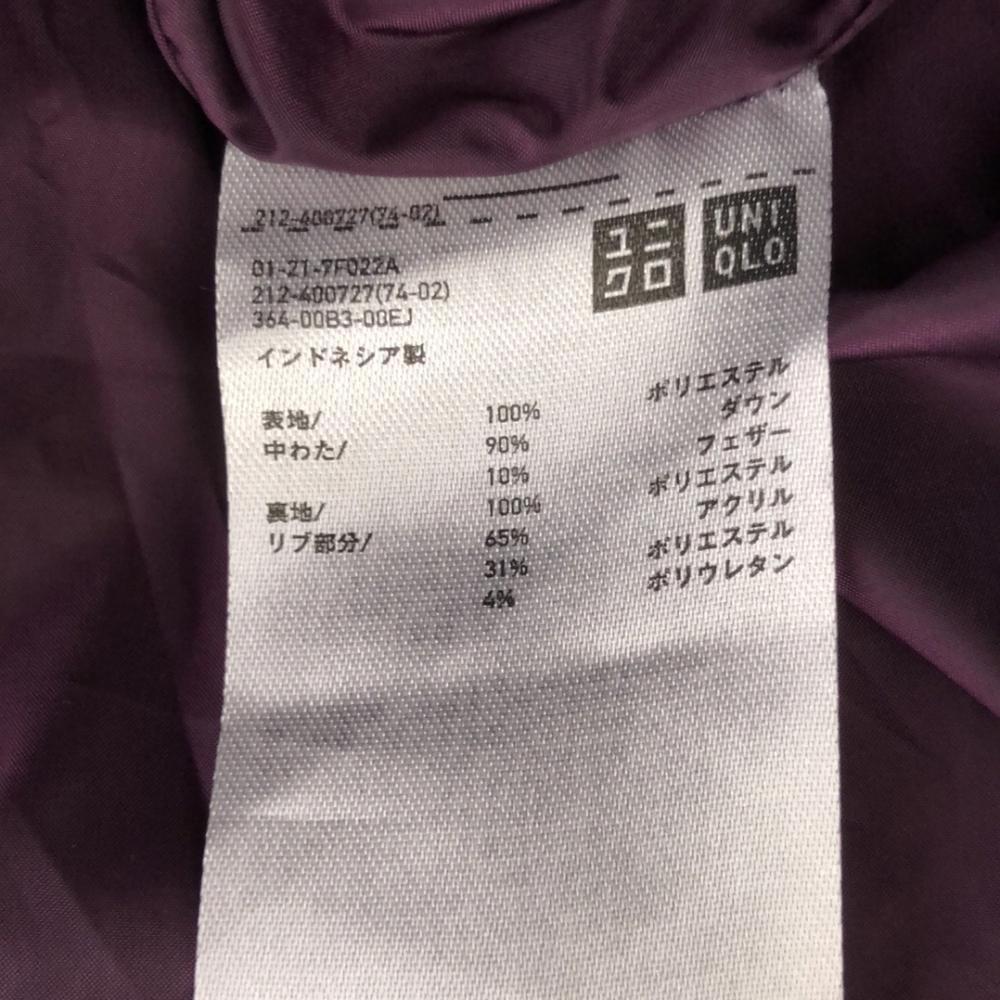 212-400727(74-02)
ユニ
クロ
UNI
QLO
01-21-7F022A
212-400727(74-02)
364-00B3-00EJ
インドネシア製
表地/ 100% ポリエステル
中わた/ 90% ダウン
10% フェザー
裏地/ 100% ポリエステル
リブ部分/ 65% アクリル
31% ポリエステル
4% ポリウレタン